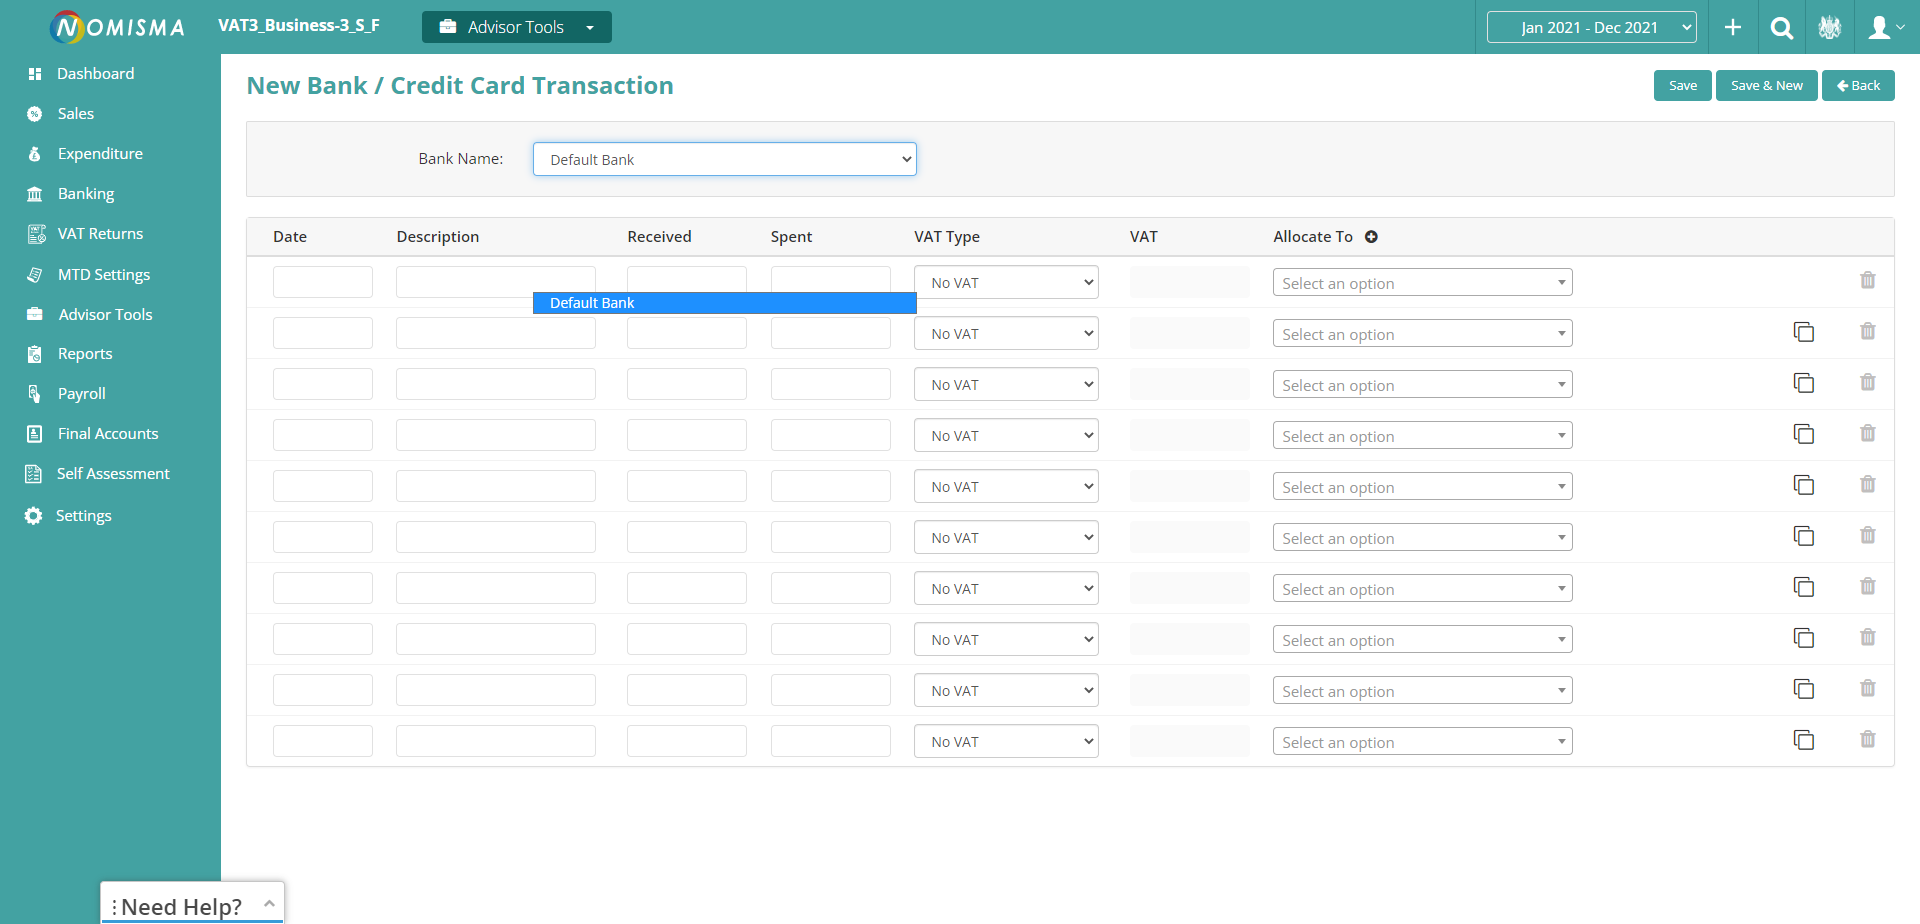 NOMISMA
VAT3_Business-3_S_F
Advisor Tools
Jan 2021 - Dec 2021
Dashboard
Sales
Expenditure
Banking
VAT Returns
MTD Settings
Advisor Tools
Reports
Payroll
Final Accounts
Self Assessment
Settings
New Bank / Credit Card Transaction
Save
Save & New
Back
Bank Name:
Default Bank
Date
Description
Received
Spent
VAT Type
VAT
Allocate To
No VAT
Select an option
Default Bank
No VAT
Select an option
No VAT
Select an option
No VAT
Select an option
No VAT
Select an option
No VAT
Select an option
No VAT
Select an option
No VAT
Select an option
No VAT
Select an option
No VAT
Select an option
Need Help?